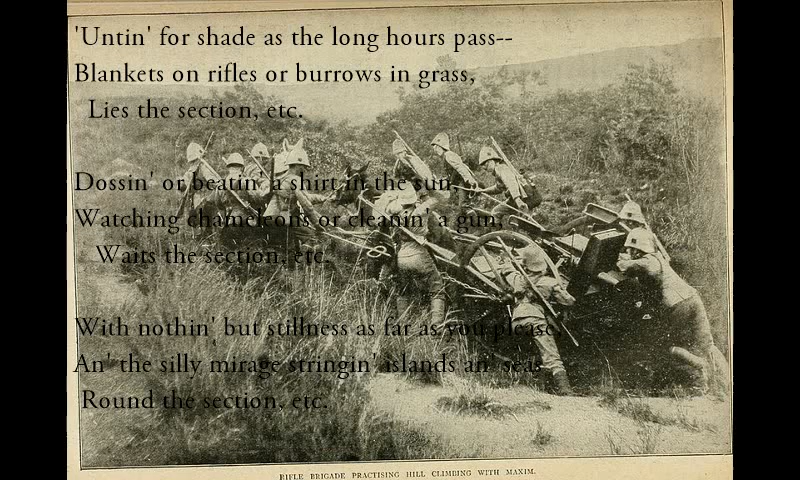 'Untin' for shade as the long hours pass--
Blankets on rifles or burrows in grass,
Lies the section, etc.
Dossin' or beatin' a shirt in the sun,
Watching chameleons or cleanin' a gun,
Waits the section, etc.
With nothin' but stillness as far as you please,
An' the silly mirage stringin' islands an' seas
Round the section, etc.
RIFLE BRIGADE PRACTISING HILL CLIMBING WITH MAXIM.